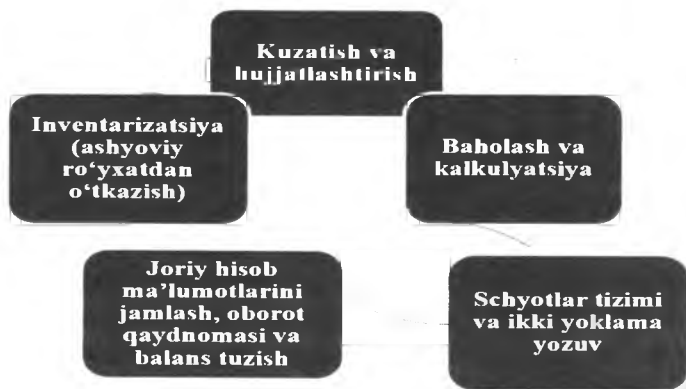 Kuzatish va
hujjatlashtirish
Inventarizatsiya
(ashyoviy
ro‘yxatdan
o‘tkazish)
Baholash va
kalkulyatsiya
Joriy hisob
ma’lumotlarini
jamlash, oborot
qaydnomasi va
balans tuzish
Schyotlar tizimi
va ikki yoklama
yozuv